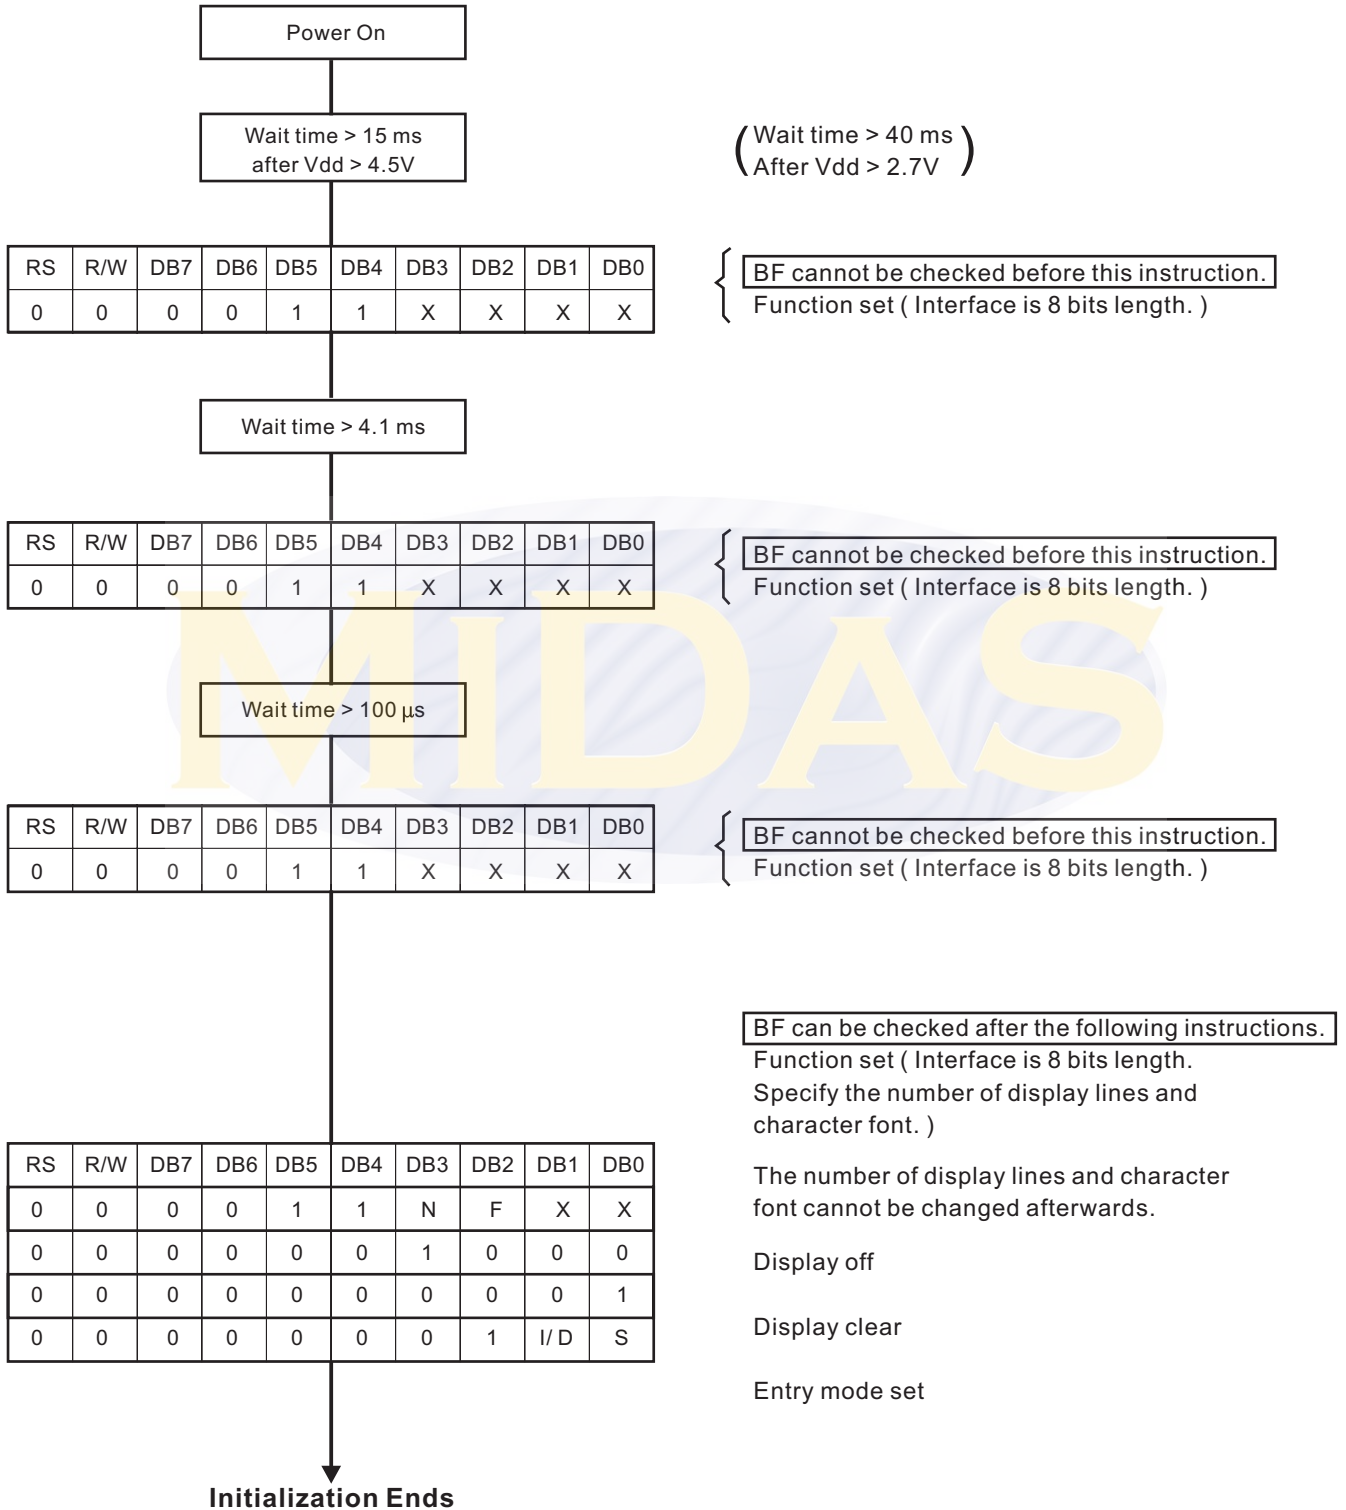 Power On
Wait time > 15 ms
after Vdd > 4.5V
(Wait time > 40 ms
After Vdd > 2.7V)
RS R/W DB7 DB6 DB5 DB4 DB3 DB2 DB1 DB0
0 0 0 0 1 1 X X X X
BF cannot be checked before this instruction.
Function set ( Interface is 8 bits length. )
Wait time > 4.1 ms
RS R/W DB7 DB6 DB5 DB4 DB3 DB2 DB1 DB0
0 0 0 0 1 1 X X X X
BF cannot be checked before this instruction.
Function set ( Interface is 8 bits length. )
MIDAS
Wait time > 100 µs
RS R/W DB7 DB6 DB5 DB4 DB3 DB2 DB1 DB0
0 0 0 0 1 1 X X X X
BF cannot be checked before this instruction.
Function set ( Interface is 8 bits length. )
BF can be checked after the following instructions.
Function set ( Interface is 8 bits length.
Specify the number of display lines and
character font. )
RS R/W DB7 DB6 DB5 DB4 DB3 DB2 DB1 DB0
0 0 0 0 1 1 N F X X
0 0 0 0 0 0 1 0 0 0
0 0 0 0 0 0 0 0 0 1
0 0 0 0 0 0 0 1 I/ D S
The number of display lines and character
font cannot be changed afterwards.
Display off
Display clear
Entry mode set
Initialization Ends